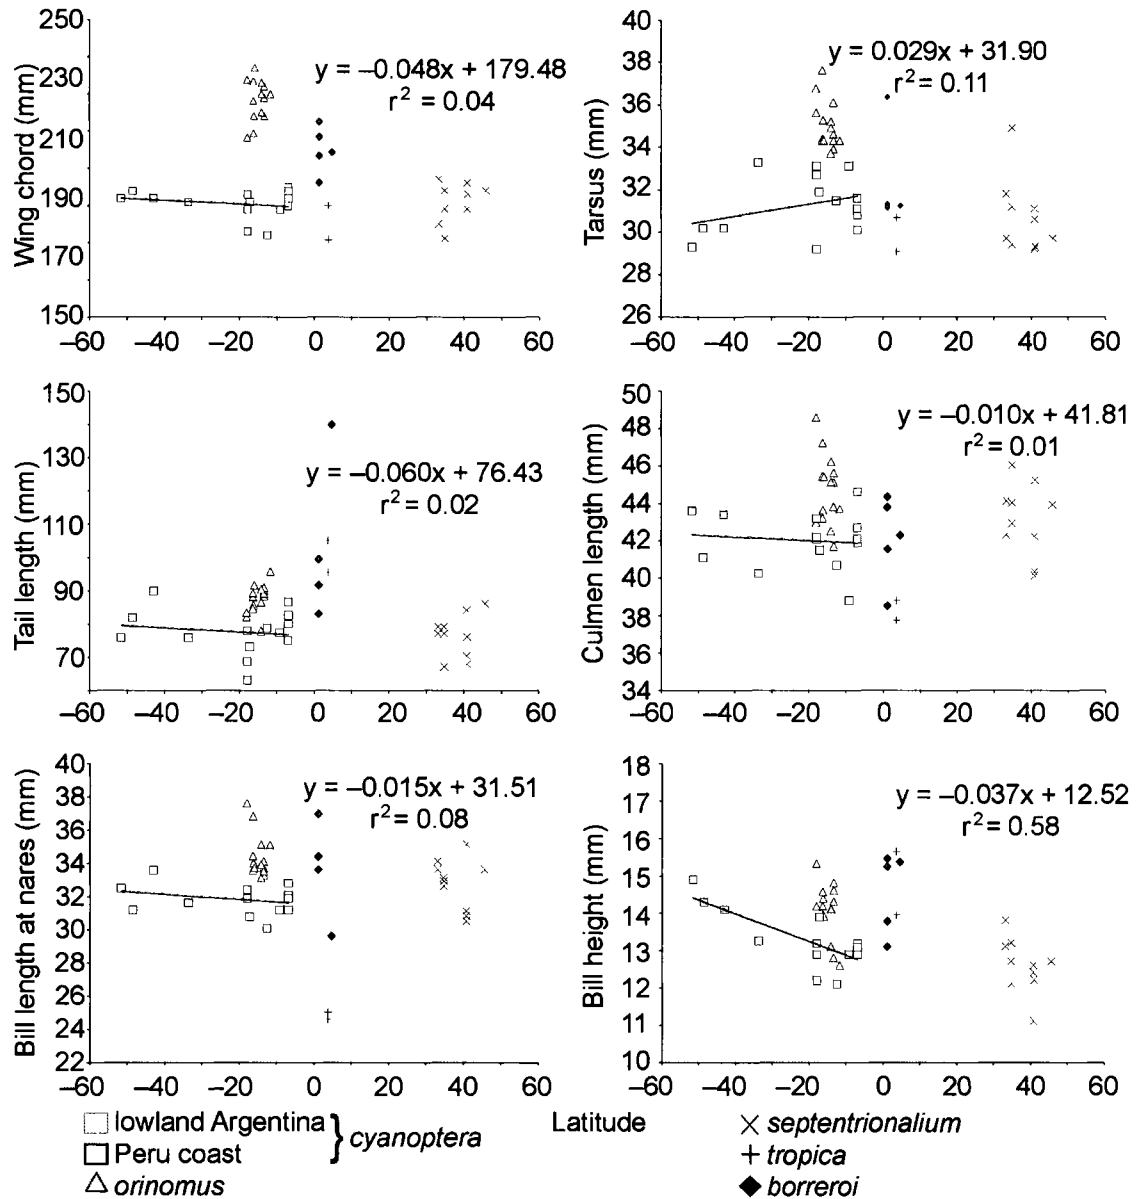 250
230
210
190
170
150
Wing chord (mm)
y = –0.048x + 179.48
r² = 0.04
–60 –40 –20 0 20 40 60
40
38
36
34
32
30
28
26
Tarsus (mm)
y = 0.029x + 31.90
r² = 0.11
–60 –40 –20 0 20 40 60
150
130
110
90
70
Tail length (mm)
y = –0.060x + 76.43
r² = 0.02
–60 –40 –20 0 20 40 60
50
48
46
44
42
40
38
36
34
Culmen length (mm)
y = –0.010x + 41.81
r² = 0.01
–60 –40 –20 0 20 40 60
40
38
36
34
32
30
28
26
24
22
Bill length at nares (mm)
y = –0.015x + 31.51
r² = 0.08
–60 –40 –20 0 20 40 60
18
17
16
15
14
13
12
11
10
Bill height (mm)
y = –0.037x + 12.52
r² = 0.58
–60 –40 –20 0 20 40 60
Latitude
lowland Argentina
Peru coast
cyanoptera
orinomus
septentrionalium
tropica
borreroi